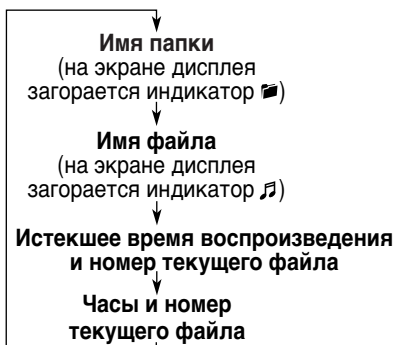 Имя папки
(на экране дисплея
загорается индикатор 📁)
Имя файла
(на экране дисплея
загорается индикатор 🎵)
Истекшее время воспроизведения
и номер текущего файла
Часы и номер
текущего файла